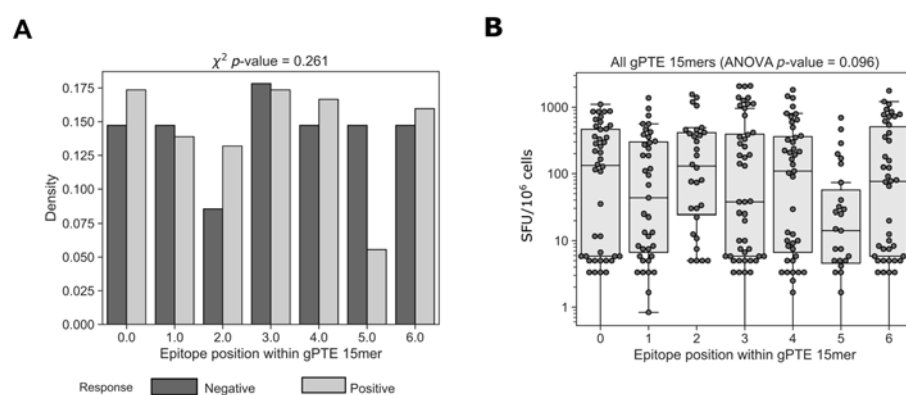 A
χ² p-value = 0.261
Density
0.175
0.150
0.125
0.100
0.075
0.050
0.025
0.000
0.0 1.0 2.0 3.0 4.0 5.0 6.0
Epitope position within gPTE 15mer
Response Negative Positive
B
All gPTE 15mers (ANOVA p-value = 0.096)
SFU/10⁶ cells
1000
100
10
1
0 1 2 3 4 5 6
Epitope position within gPTE 15mer